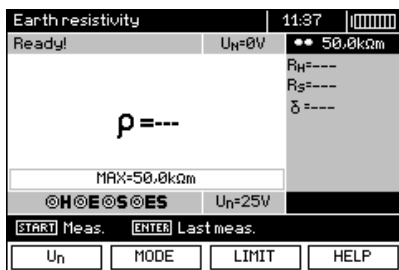 Earth resistivity 11:37
Ready! UN=0V 50,0kΩm
RH=---
RS=---
δ=---
ρ=---
MAX=50,0kΩm
◎H◎E◎S◎ES Un=25V
START Meas. ENTER Last meas.
Un MODE LIMIT HELP